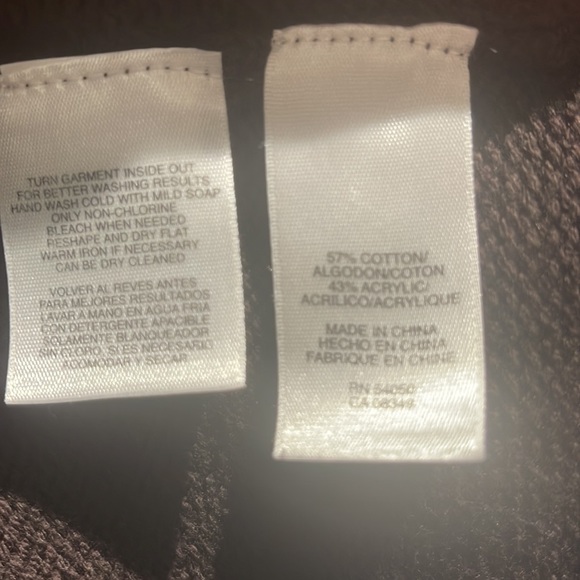 TURN GARMENT INSIDE OUT
FOR BETTER WASHING RESULTS
HAND WASH COLD WITH MILD SOAP
ONLY NON-CHLORINE
BLEACH WHEN NEEDED
RESHAPE AND DRY FLAT
WARM IRON IF NECESSARY
CAN BE DRY CLEANED
VOLVER AL REVES ANTES
PARA MEJORES RESULTADOS
LAVAR A MANO EN AGUA FRIA
CON DETERGENTE APACIBLE
SOLAMENTE BLANQUEADOR
SIN CLORO, SI ES NECESARIO
ACOMODAR Y SECAR
57% COTTON/
ALGODON/COTON
43% ACRYLIC/
ACRILICO/ACRYLIQUE
MADE IN CHINA
HECHO EN CHINA
FABRIQUE EN CHINE
RN 54050
CA